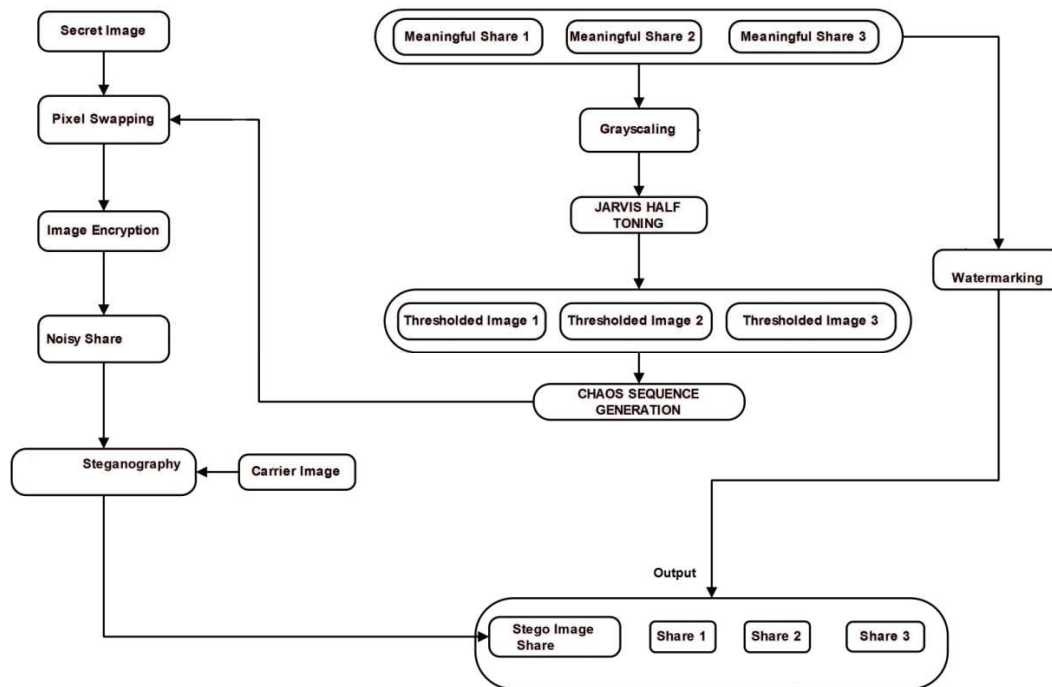 Secret Image
Meaningful Share 1
Meaningful Share 2
Meaningful Share 3
Pixel Swapping
Grayscaling
Image Encryption
JARVIS HALF
TONING
Watermarking
Noisy Share
Thresholded Image 1
Thresholded Image 2
Thresholded Image 3
CHAOS SEQUENCE
GENERATION
Steganography
Carrier Image
Output
Stego Image
Share
Share 1
Share 2
Share 3